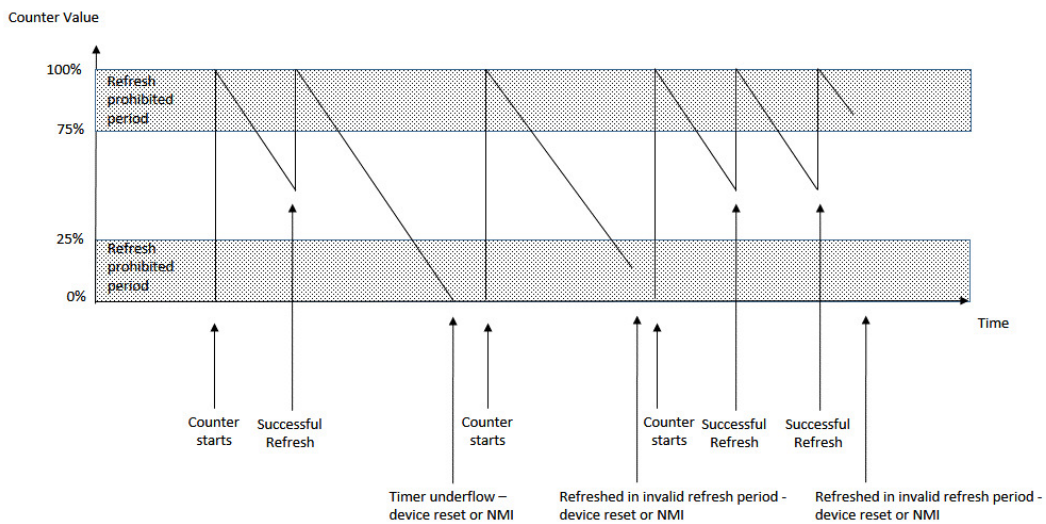 Counter Value
100%
Refresh
prohibited
period
75%
25%
Refresh
prohibited
period
0%
Time
Counter
starts
Successful
Refresh
Counter
starts
Counter
starts
Successful
Refresh
Successful
Refresh
Timer underflow –
device reset or NMI
Refreshed in invalid refresh period -
device reset or NMI
Refreshed in invalid refresh period -
device reset or NMI